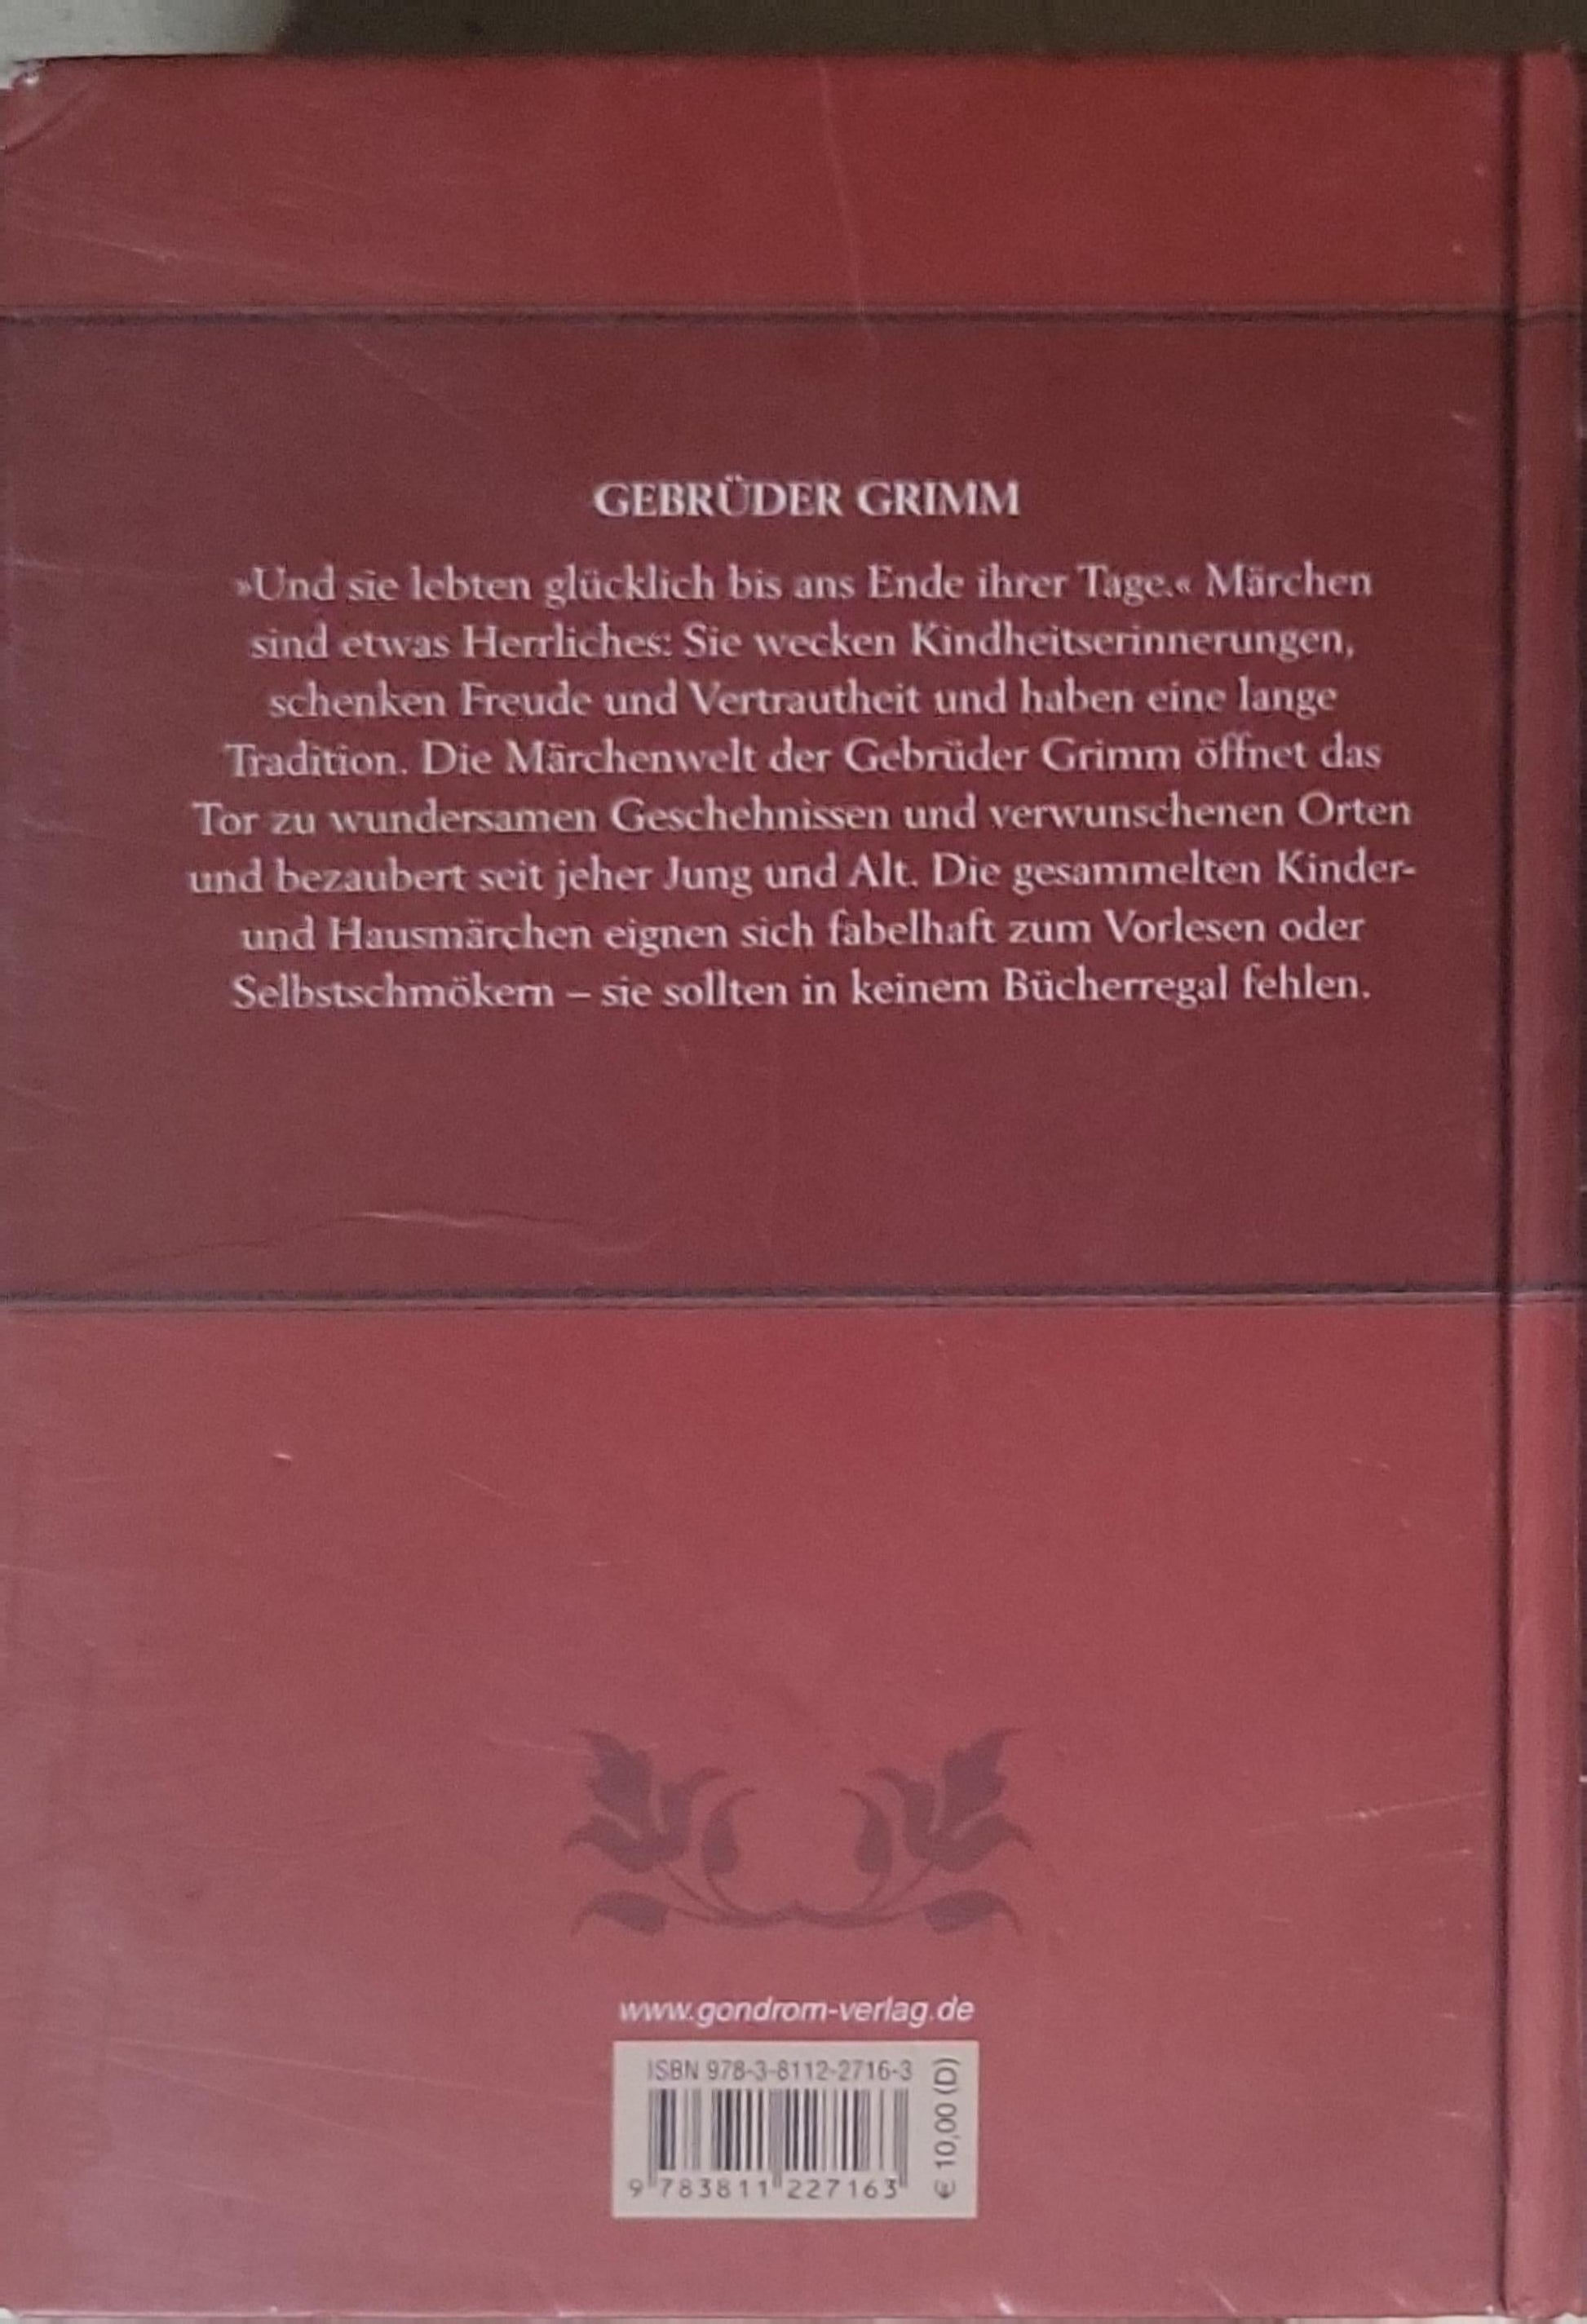 GEBRÜDER GRIMM
»Und sie lebten glücklich bis ans Ende ihrer Tage.« Märchen
sind etwas Herrliches: Sie wecken Kindheitserinnerungen,
schenken Freude und Vertrautheit und haben eine lange
Tradition. Die Märchenwelt der Gebrüder Grimm öffnet das
Tor zu wundersamen Geschehnissen und verwunschenen Orten
und bezaubert seit jeher Jung und Alt. Die gesammelten Kinder-
und Hausmärchen eignen sich fabelhaft zum Vorlesen oder
Selbstschmökern – sie sollten in keinem Bücherregal fehlen.
www.gondrom-verlag.de
ISBN 978-3-8112-2716-3
9 783811 227163
€ 10,00 (D)